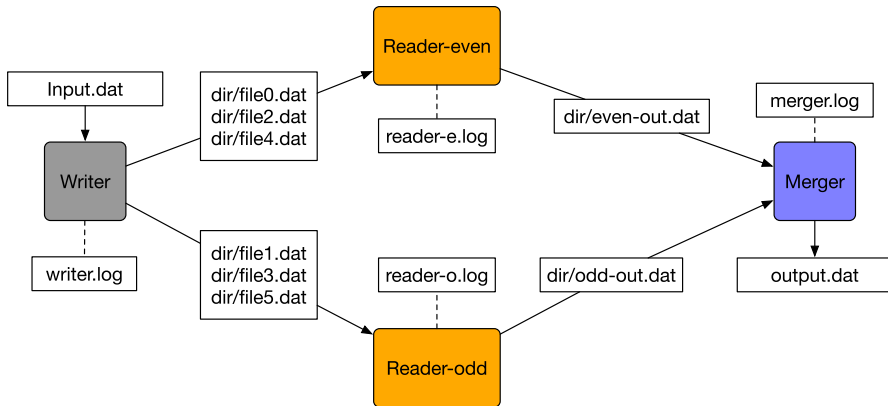 Reader-even
Input.dat
dir/file0.dat
dir/file2.dat
dir/file4.dat
reader-e.log
dir/even-out.dat
merger.log
Writer
Merger
writer.log
dir/file1.dat
dir/file3.dat
dir/file5.dat
reader-o.log
dir/odd-out.dat
output.dat
Reader-odd